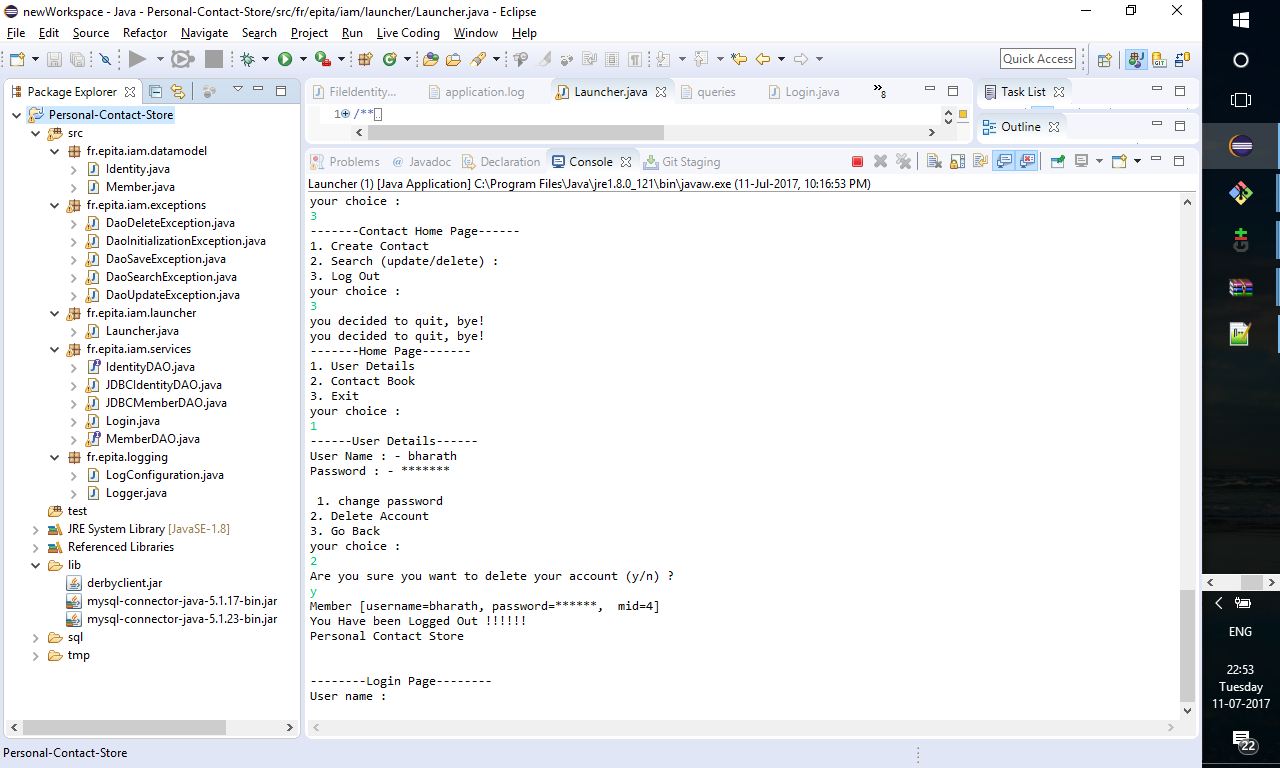 newWorkspace - Java - Personal-Contact-Store/src/fr/epita/iam/launcher/Launcher.java - Eclipse
File Edit Source Refactor Navigate Search Project Run Live Coding Window Help
Quick Access
Package Explorer
Personal-Contact-Store
src
fr.epita.iam.datamodel
Identity.java
Member.java
fr.epita.iam.exceptions
DaoDeleteException.java
DaoInitializationException.java
DaoSaveException.java
DaoSearchException.java
DaoUpdateException.java
fr.epita.iam.launcher
Launcher.java
fr.epita.iam.services
IdentityDAO.java
JDBCIdentityDAO.java
JDBCMemberDAO.java
Login.java
MemberDAO.java
fr.epita.logging
LogConfiguration.java
Logger.java
test
JRE System Library [JavaSE-1.8]
Referenced Libraries
lib
derbyclient.jar
mysql-connector-java-5.1.17-bin.jar
mysql-connector-java-5.1.23-bin.jar
sql
tmp
FileIdentity... application.log Launcher.java queries Login.java »8
1 /**
Task List
Outline
Problems @ Javadoc Declaration Console Git Staging
Launcher (1) [Java Application] C:\Program Files\Java\jre1.8.0_121\bin\javaw.exe (11-Jul-2017, 10:16:53 PM)
your choice :
3
-------Contact Home Page------
1. Create Contact
2. Search (update/delete) :
3. Log Out
your choice :
3
you decided to quit, bye!
you decided to quit, bye!
-------Home Page-------
1. User Details
2. Contact Book
3. Exit
your choice :
1
------User Details------
User Name : - bharath
Password : - *******
1. change password
2. Delete Account
3. Go Back
your choice :
2
Are you sure you want to delete your account (y/n) ?
y
Member [username=bharath, password=******,  mid=4]
You Have been Logged Out !!!!!!
Personal Contact Store
--------Login Page--------
User name :
Personal-Contact-Store
ENG
22:53
Tuesday
11-07-2017
22